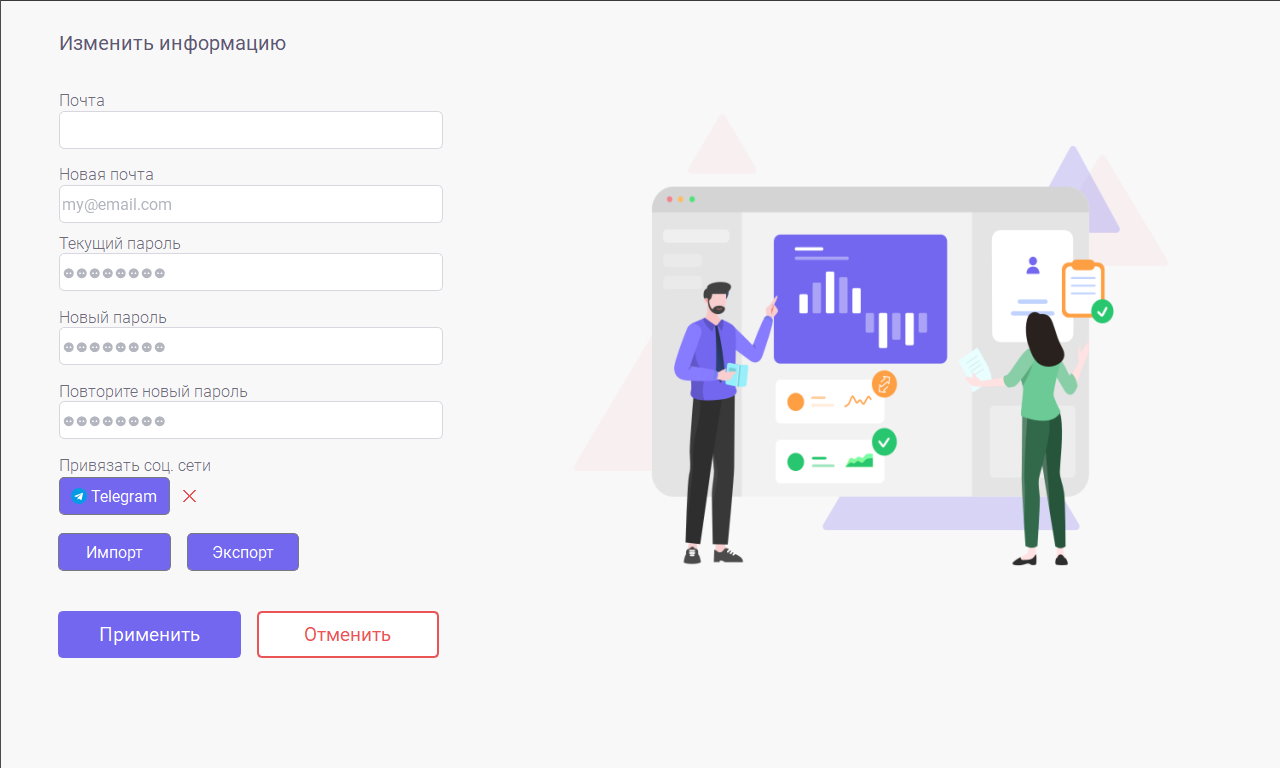 Изменить информацию
Почта
Новая почта
my@email.com
Текущий пароль
Новый пароль
Повторите новый пароль
Привязать соц. сети
Telegram
Импорт Экспорт
Применить Отменить